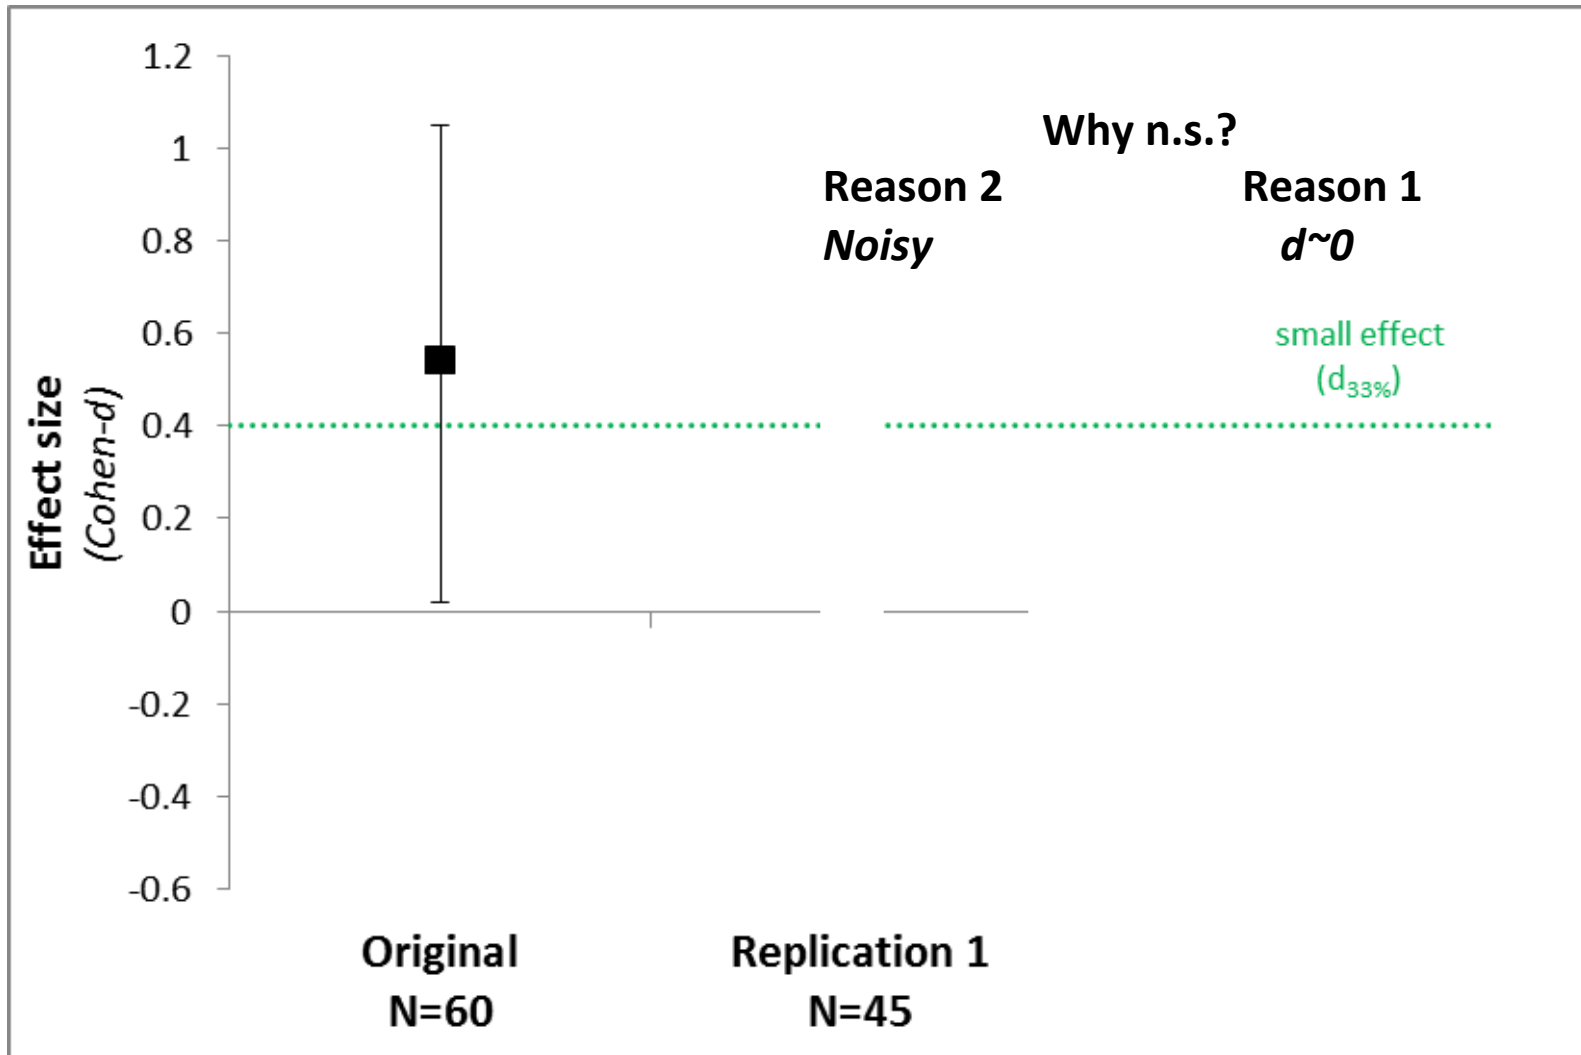 Why n.s.?
Reason 2 Reason 1
Noisy d~0
small effect
(d33%)
1.2
1
0.8
0.6
0.4
0.2
0
-0.2
-0.4
-0.6
Effect size
(Cohen-d)
Original Replication 1
N=60 N=45